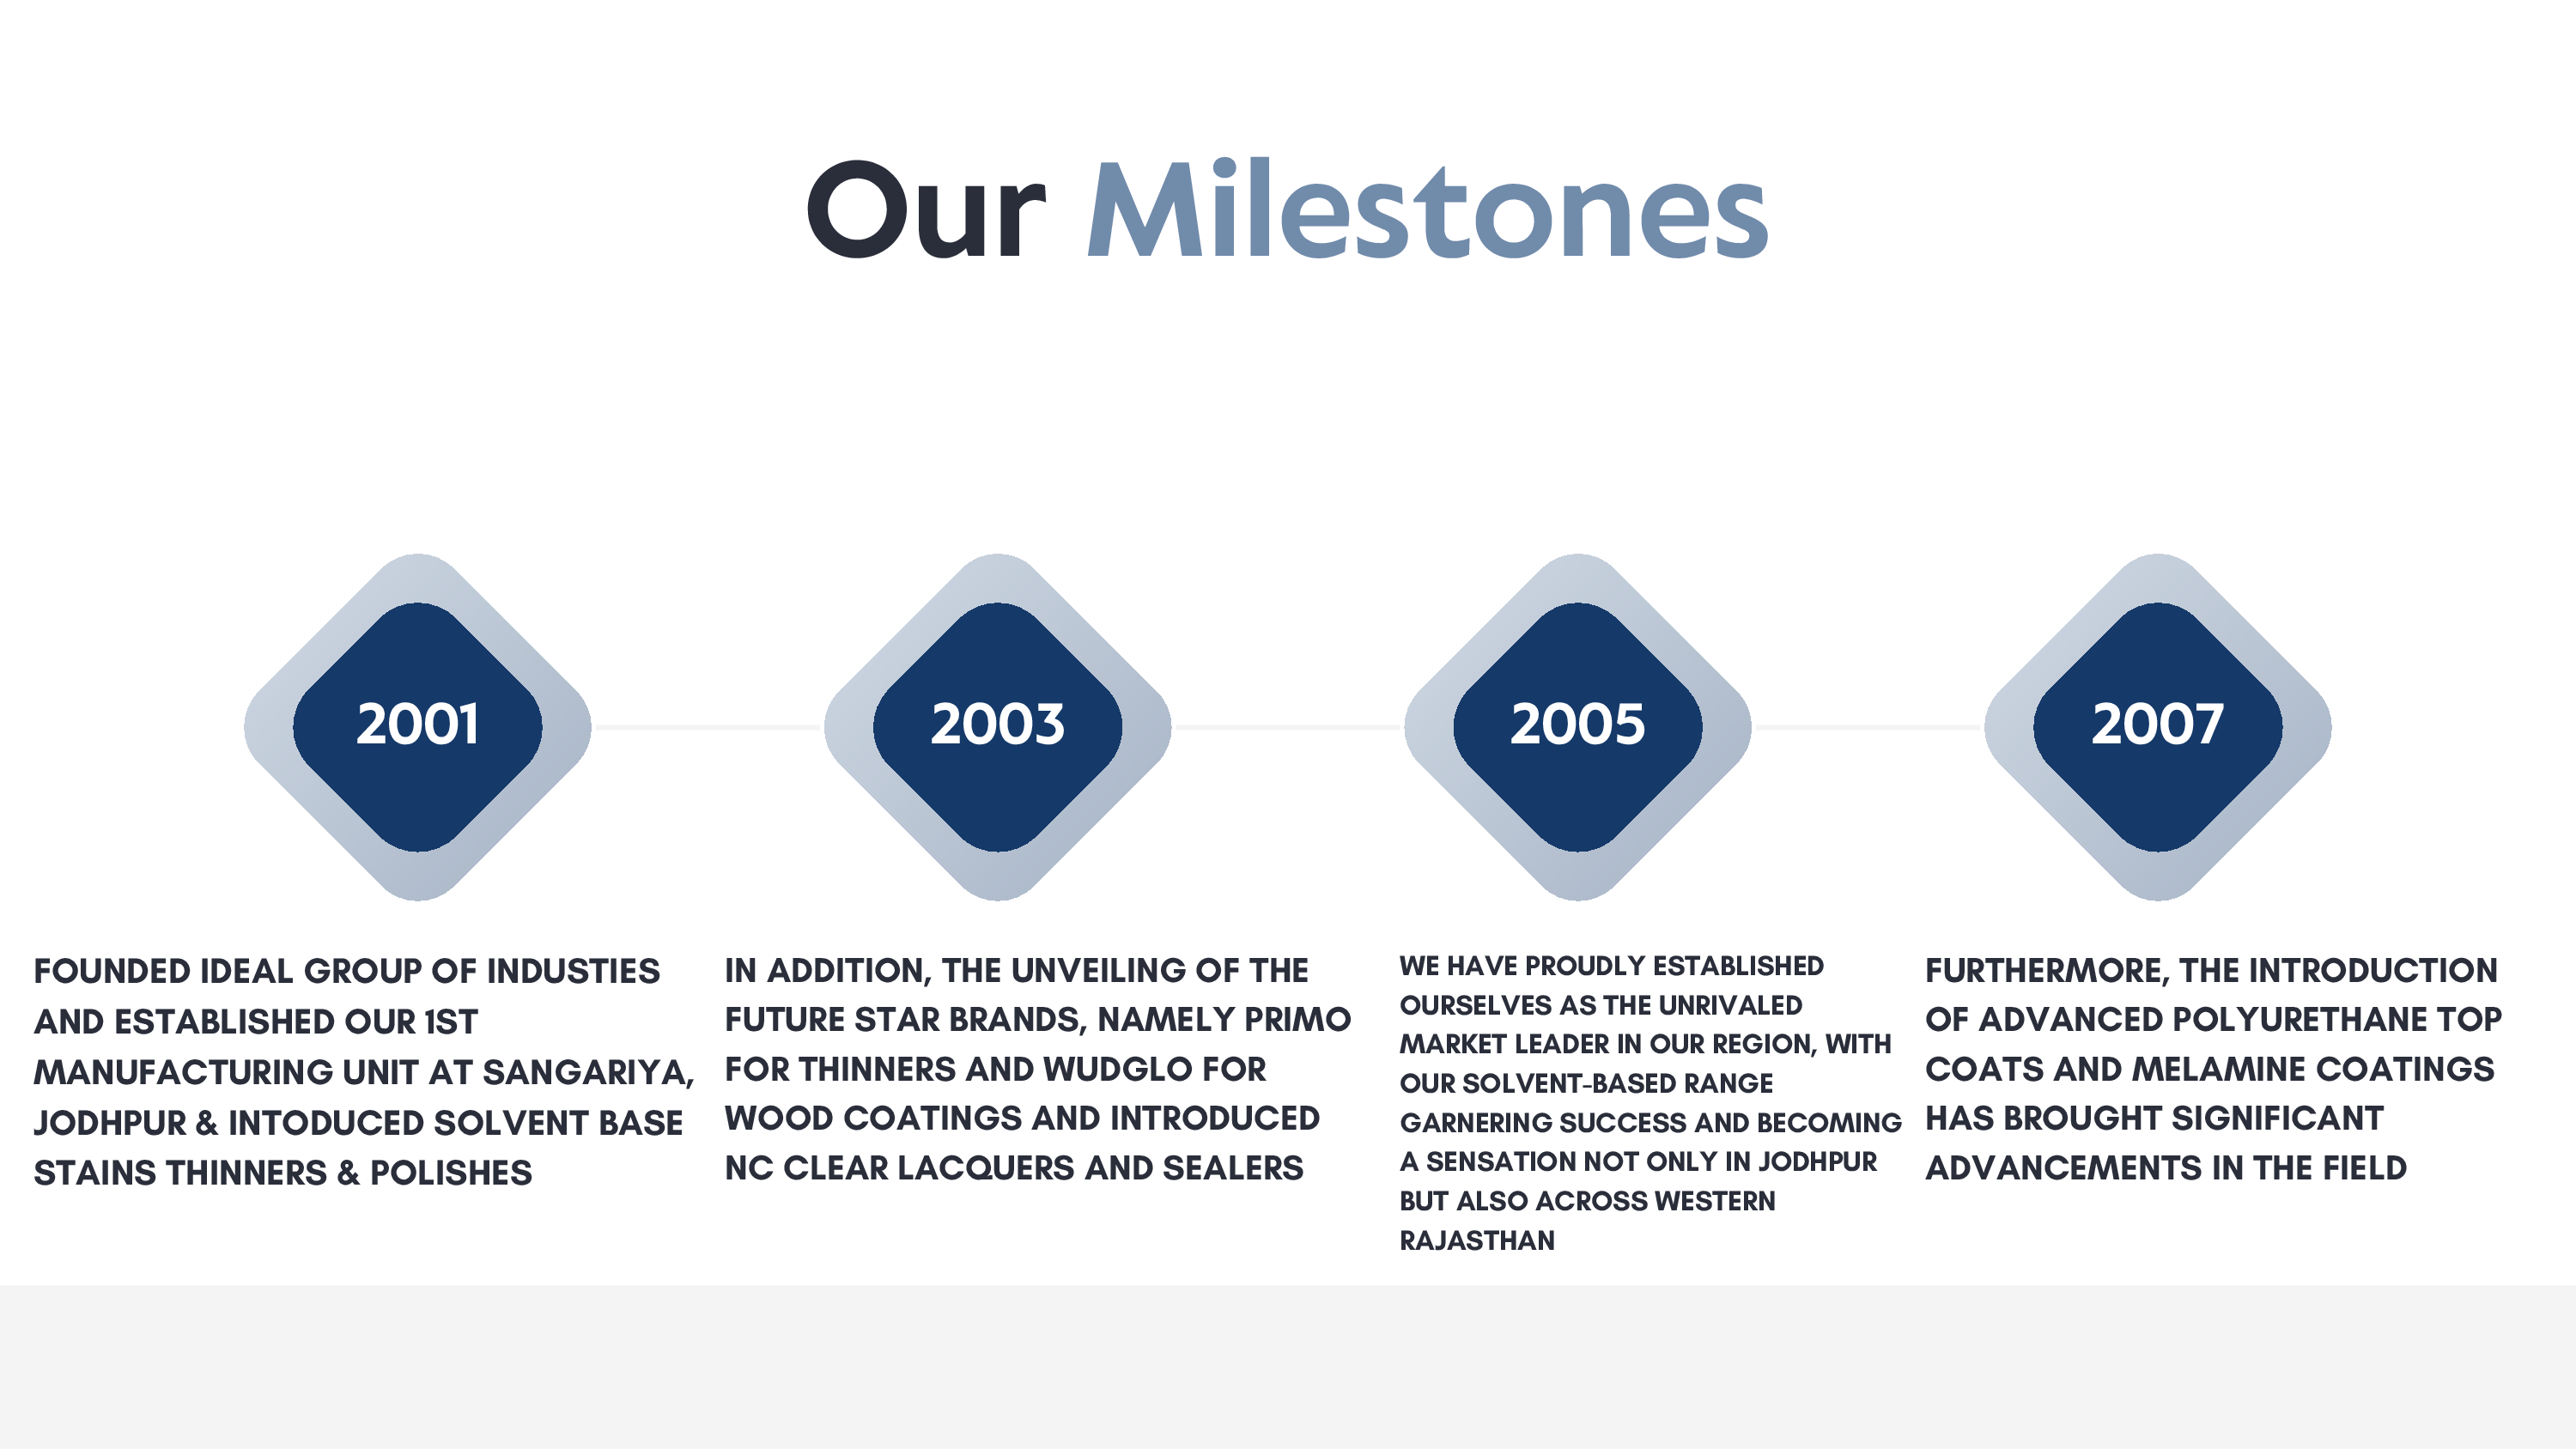 Our Milestones
2001
2003
2005
2007
FOUNDED IDEAL GROUP OF INDUSTIES
AND ESTABLISHED OUR 1ST
MANUFACTURING UNIT AT SANGARIYA,
JODHPUR & INTODUCED SOLVENT BASE
STAINS THINNERS & POLISHES
IN ADDITION, THE UNVEILING OF THE
FUTURE STAR BRANDS, NAMELY PRIMO
FOR THINNERS AND WUDGLO FOR
WOOD COATINGS AND INTRODUCED
NC CLEAR LACQUERS AND SEALERS
WE HAVE PROUDLY ESTABLISHED
OURSELVES AS THE UNRIVALED
MARKET LEADER IN OUR REGION, WITH
OUR SOLVENT-BASED RANGE
GARNERING SUCCESS AND BECOMING
A SENSATION NOT ONLY IN JODHPUR
BUT ALSO ACROSS WESTERN
RAJASTHAN
FURTHERMORE, THE INTRODUCTION
OF ADVANCED POLYURETHANE TOP
COATS AND MELAMINE COATINGS
HAS BROUGHT SIGNIFICANT
ADVANCEMENTS IN THE FIELD